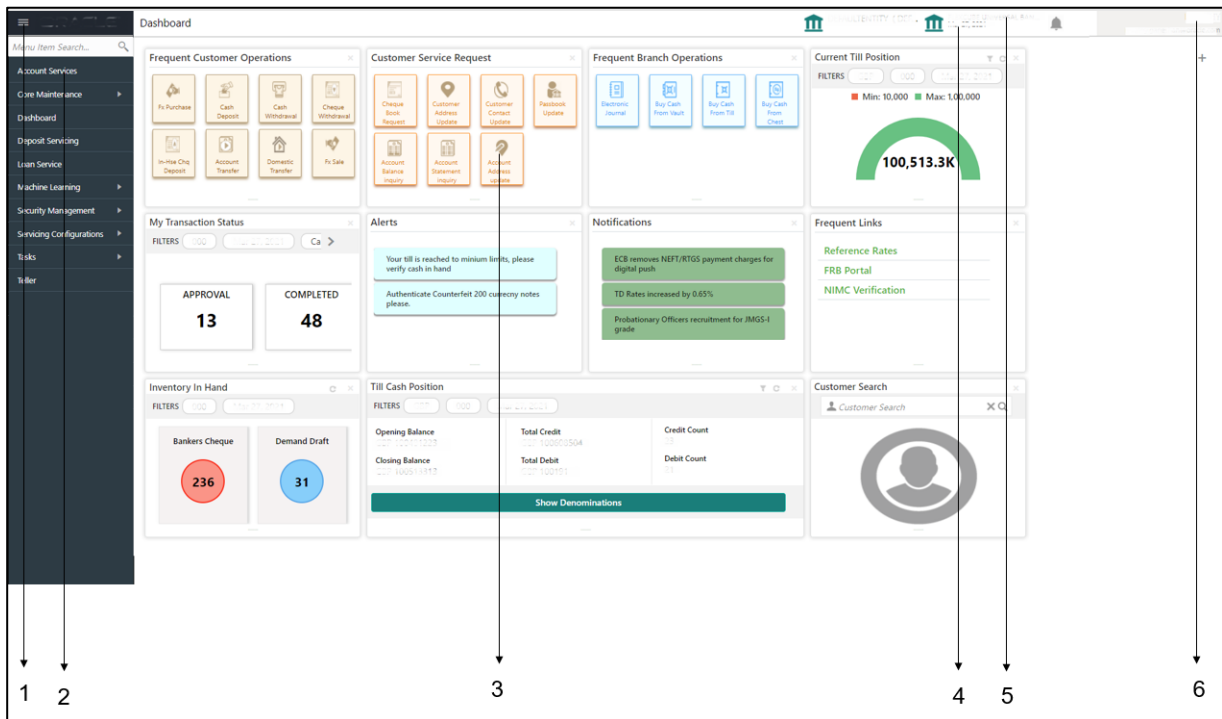 Dashboard
Menu Item Search...
Account Services
Core Maintenance
Dashboard
Deposit Servicing
Loan Service
Machine Learning
Security Management
Servicing Configurations
Tasks
Teller
Frequent Customer Operations
Fx Purchase
Cash
Deposit
Cash
Withdrawal
Cheque
Withdrawal
In-Hse Chq
Deposit
Account
Transfer
Domestic
Transfer
Fx Sale
Customer Service Request
Cheque
Book
Request
Customer
Address
Update
Customer
Contact
Update
Passbook
Update
Account
Balance
Inquiry
Account
Statement
Inquiry
Account
Address
update
Frequent Branch Operations
Electronic
Journal
Buy Cash
From Vault
Buy Cash
From Till
Buy Cash
From
Chest
Current Till Position
FILTERS
Min: 10,000 Max: 1,00,000
100,513.3K
My Transaction Status
FILTERS
Ca
APPROVAL
13
COMPLETED
48
Alerts
Your till is reached to minium limits, please
verify cash in hand
Authenticate Counterfeit 200 currecny notes
please.
Notifications
ECB removes NEFT/RTGS payment charges for
digital push
TD Rates increased by 0.65%
Probationary Officers recruitment for JMGS-I
grade
Frequent Links
Reference Rates
FRB Portal
NIMC Verification
Inventory In Hand
FILTERS
Bankers Cheque
236
Demand Draft
31
Till Cash Position
FILTERS
Opening Balance
Total Credit
Credit Count
Closing Balance
Total Debit
Debit Count
Show Denominations
Customer Search
Customer Search
1
2
3
4
5
6